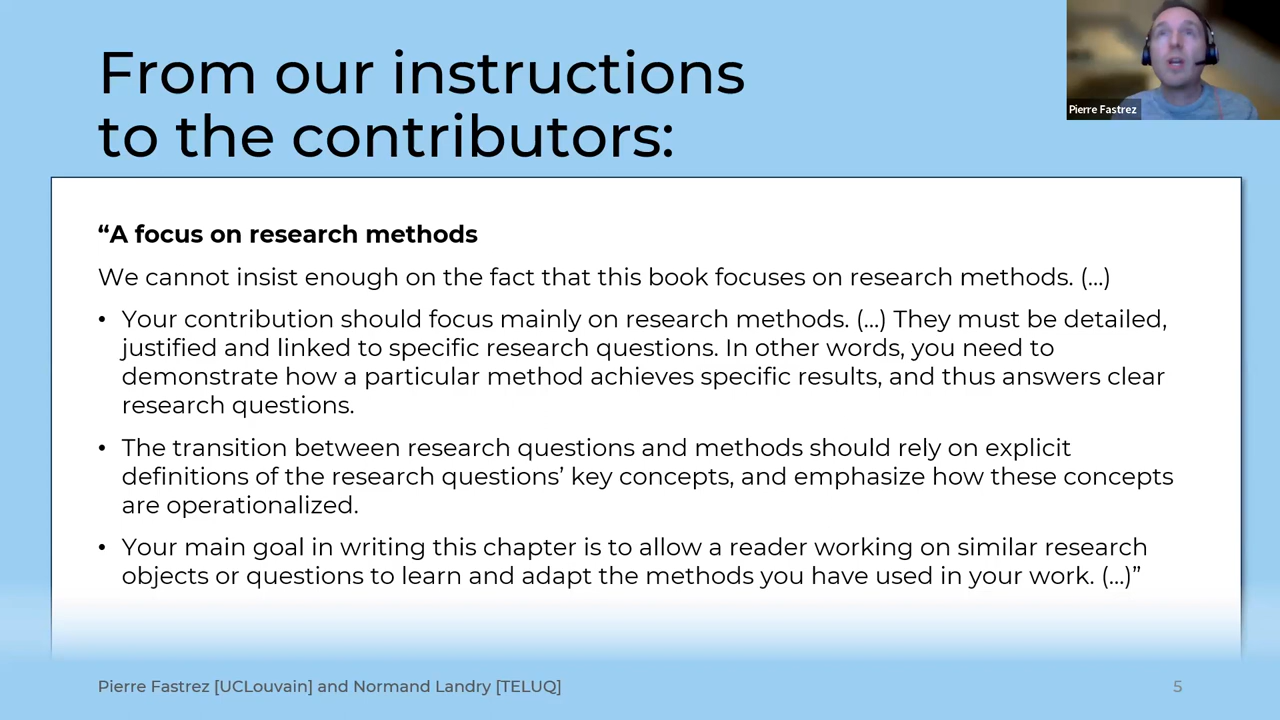 From our instructions
to the contributors:
Pierre Fastrez
“A focus on research methods
We cannot insist enough on the fact that this book focuses on research methods. (...)
• Your contribution should focus mainly on research methods. (...) They must be detailed,
justified and linked to specific research questions. In other words, you need to
demonstrate how a particular method achieves specific results, and thus answers clear
research questions.
• The transition between research questions and methods should rely on explicit
definitions of the research questions’ key concepts, and emphasize how these concepts
are operationalized.
• Your main goal in writing this chapter is to allow a reader working on similar research
objects or questions to learn and adapt the methods you have used in your work. (...)”
Pierre Fastrez [UCLouvain] and Normand Landry [TELUQ]
5